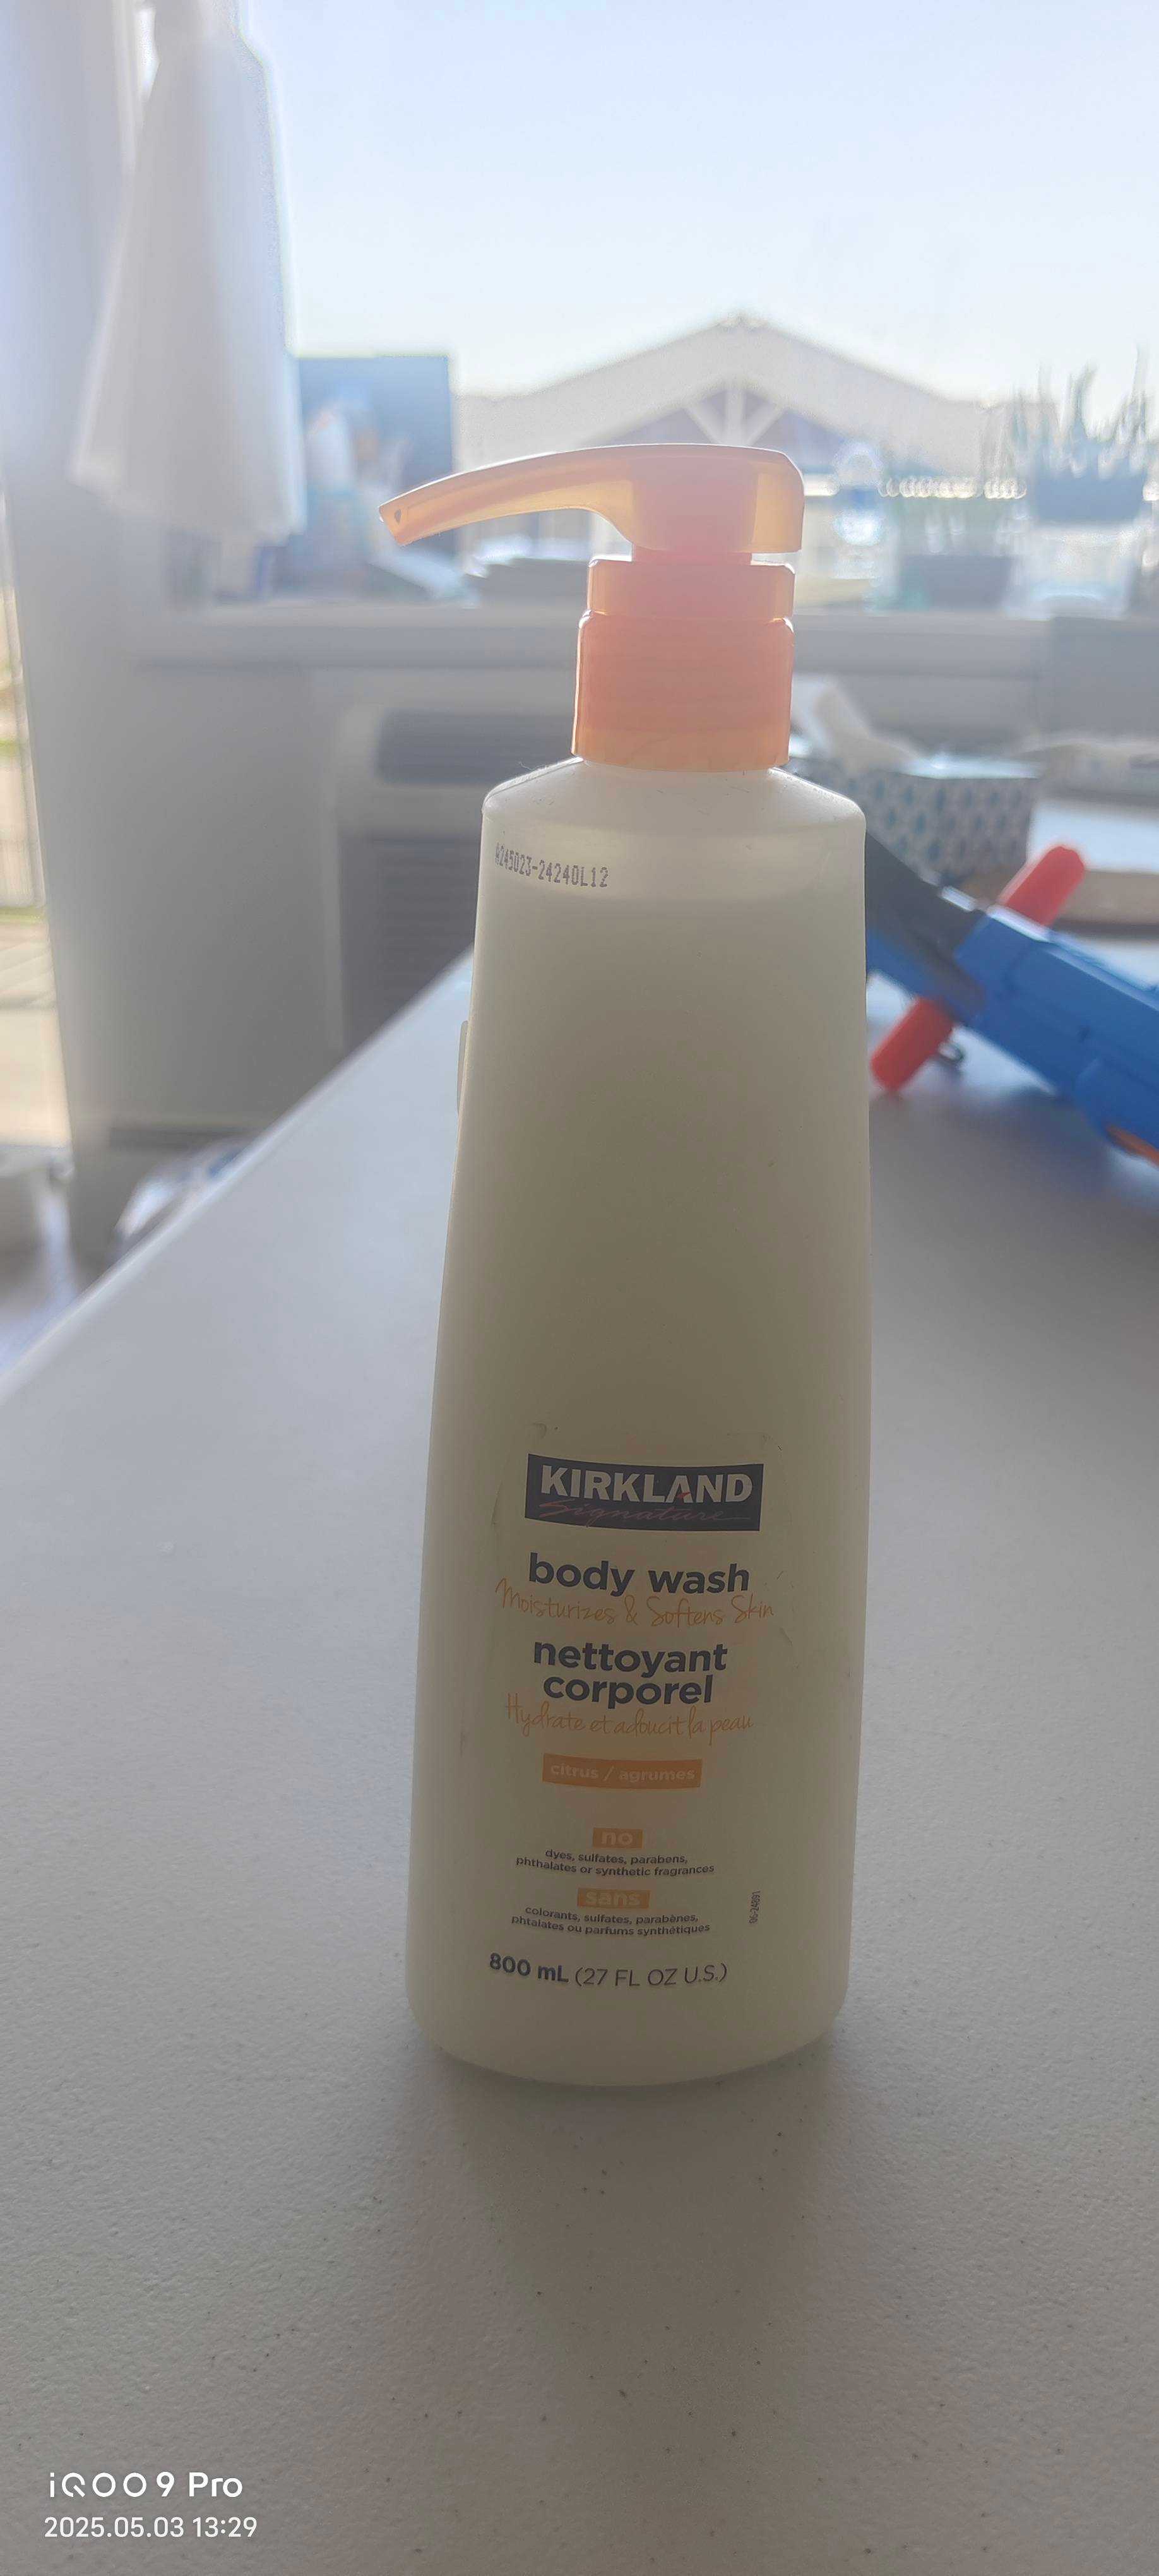 A245023-24240L12
KIRKLAND
Signature
body wash
Moisturizes & Softens Skin
nettoyant
corporel
Hydrate et adoucit la peau
citrus / agrumes
no
dyes, sulfates, parabens,
phthalates or synthetic fragrances
sans
colorants, sulfates, parabènes,
phtalates ou parfums synthétiques
800 mL (27 FL OZ U.S.)
iQOO 9 Pro
2025.05.03 13:29